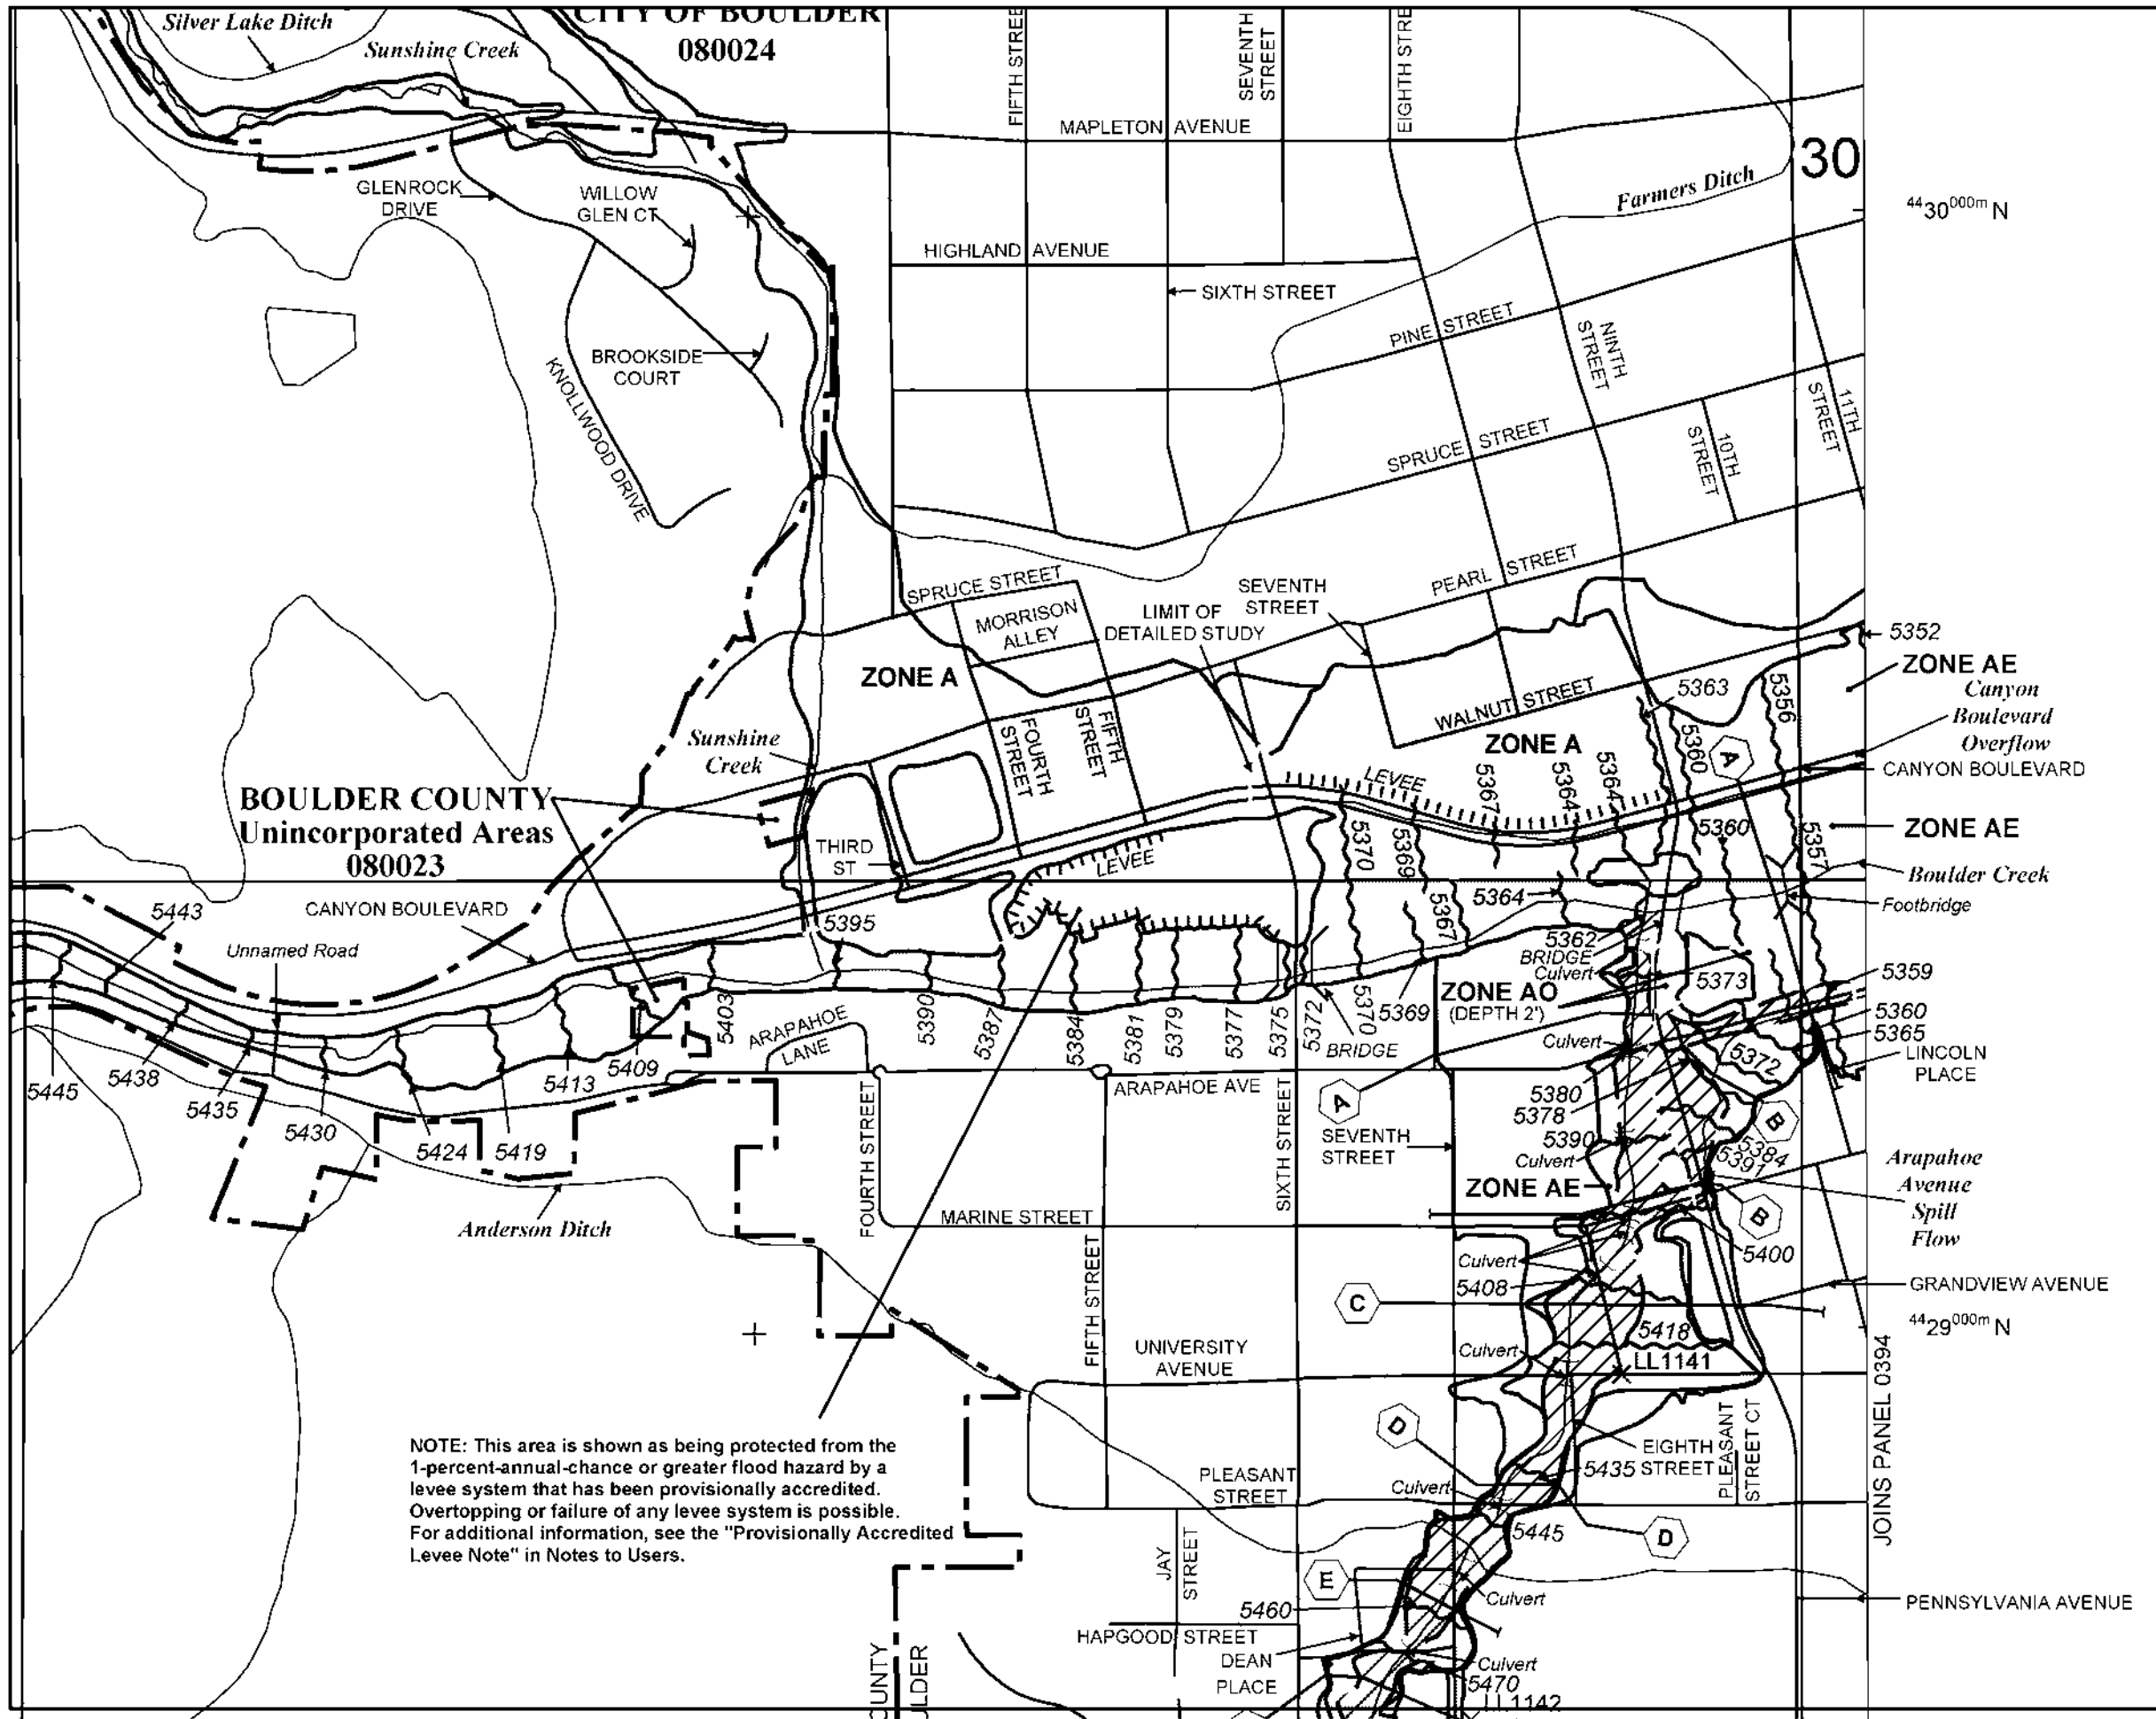 CITY OF BOULDER
080024
Silver Lake Ditch
Sunshine Creek
FIFTH STREET
SEVENTH
STREET
MAPLETON AVENUE
30
GLENROCK
DRIVE
WILLOW
GLEN CT
Farmers Ditch
4430000m N
HIGHLAND AVENUE
SIXTH STREET
PINE STREET
NINTH
STREET
BROOKSIDE
COURT
KNOLLWOOD DRIVE
11TH
STREET
SPRUCE STREET
10TH
STREET
PEARL STREET
SPRUCE STREET
MORRISON
ALLEY
LIMIT OF
DETAILED STUDY
SEVENTH
STREET
5352
ZONE A
ZONE AE
5363
5356
Canyon
Boulevard
Overflow
WALNUT STREET
FOURTH
STREET
FIFTH
STREET
ZONE A
5360
A
Sunshine
Creek
LEVEE
5367
5364
5364
CANYON BOULEVARD
BOULDER COUNTY
Unincorporated Areas
080023
THIRD
ST
LEVEE
5370
5369
5360
5357
ZONE AE
Boulder Creek
5364
5367
Footbridge
5443
CANYON BOULEVARD
5395
Unnamed Road
5362
BRIDGE
Culvert
5373
5359
ZONE AO
(DEPTH 2')
5360
5365
5403
5390
5387
5384
5381
5379
5377
5375
5372
5370
5369
BRIDGE
Culvert
5372
LINCOLN
PLACE
ARAPAHOE
LANE
5445
5438
5435
5430
5424
5419
5413
5409
ARAPAHOE AVE
A
5380
5378
B
5390
Culvert
5384
5391
SEVENTH
STREET
FOURTH STREET
SIXTH STREET
ZONE AE
Arapahoe
Avenue
Spill
Flow
Anderson Ditch
MARINE STREET
B
5400
Culvert
5408
FIFTH STREET
C
GRANDVIEW AVENUE
4429000m N
5418
UNIVERSITY
AVENUE
Culvert
LL1141
JOINS PANEL 0394
D
PLEASANT
STREET CT
EIGHTH
STREET
5435
NOTE: This area is shown as being protected from the
1-percent-annual-chance or greater flood hazard by a
levee system that has been provisionally accredited.
Overtopping or failure of any levee system is possible.
For additional information, see the "Provisionally Accredited
Levee Note" in Notes to Users.
PLEASANT
STREET
Culvert
5445
D
JAY
STREET
E
Culvert
5460
PENNSYLVANIA AVENUE
HAPGOOD STREET
DEAN
PLACE
Culvert
5470